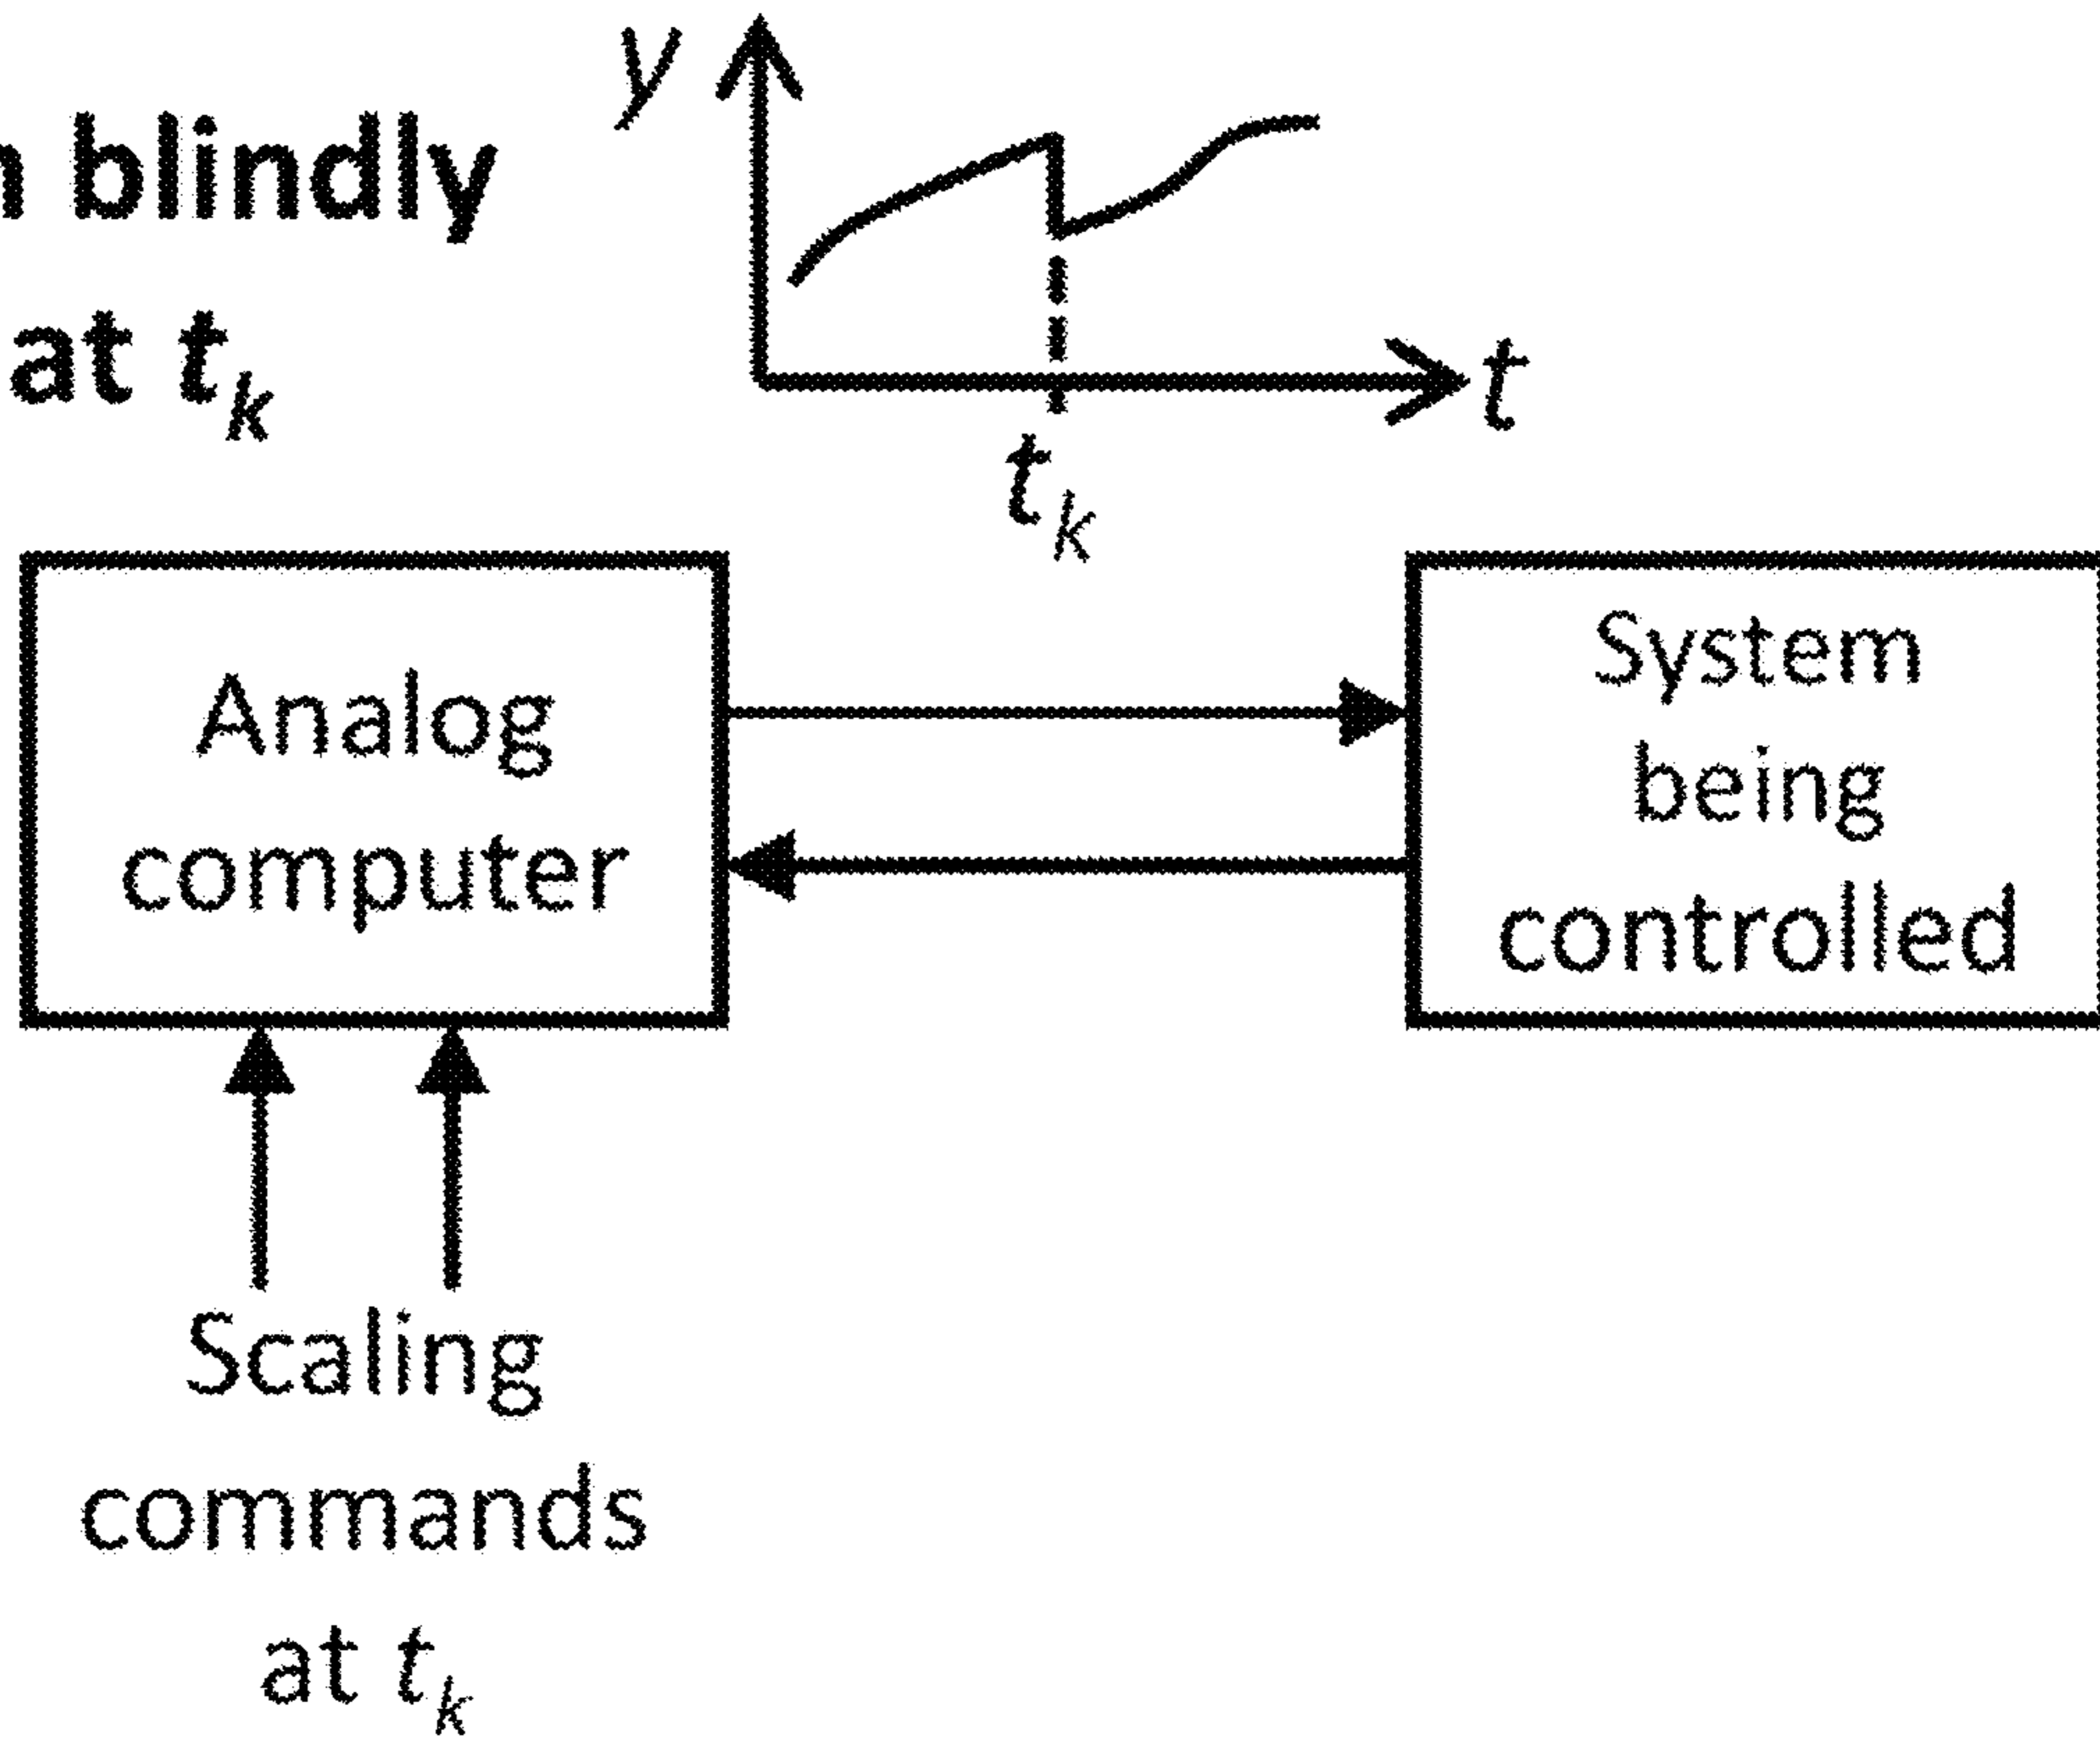 n blindly
at tₖ
y
t
tₖ
Analog
computer
System
being
controlled
Scaling
commands
at tₖ